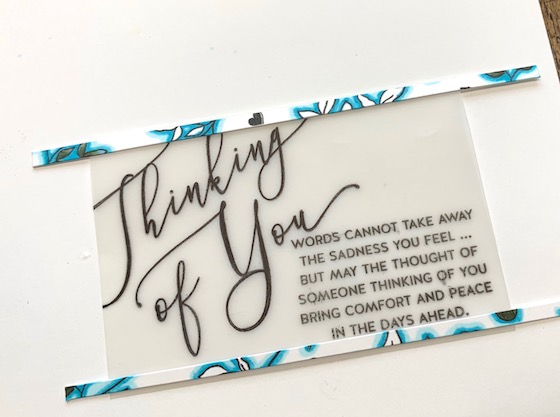 Thinking
of You
WORDS CANNOT TAKE AWAY
THE SADNESS YOU FEEL ...
BUT MAY THE THOUGHT OF
SOMEONE THINKING OF YOU
BRING COMFORT AND PEACE
IN THE DAYS AHEAD.